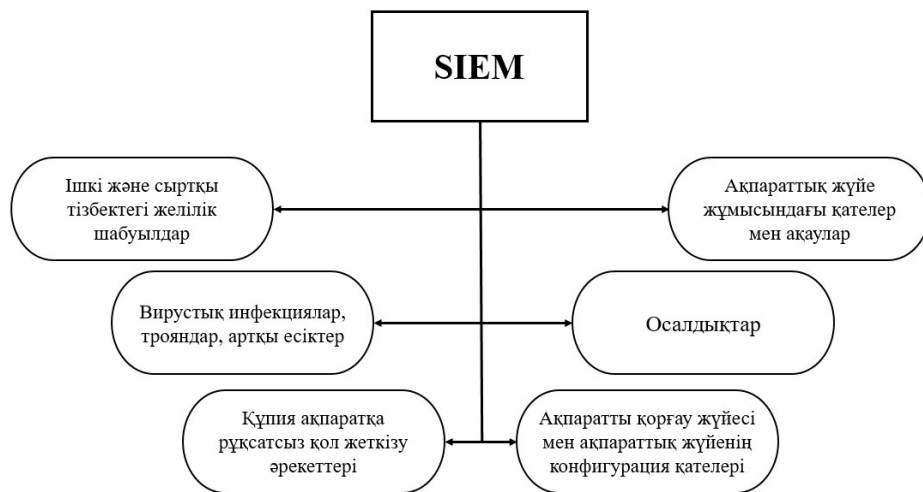 SIEM
Ішкі және сыртқы
тізбектегі желілік
шабуылдар
Ақпараттық жүйе
жұмысындағы қателер
мен ақаулар
Вирустық инфекциялар,
трояндар, артқы есіктер
Осалдықтар
Құпия ақпаратқа
рұқсатсыз қол жеткізу
әрекеттері
Ақпаратты қорғау жүйесі
мен ақпараттық жүйенің
конфигурация қателері